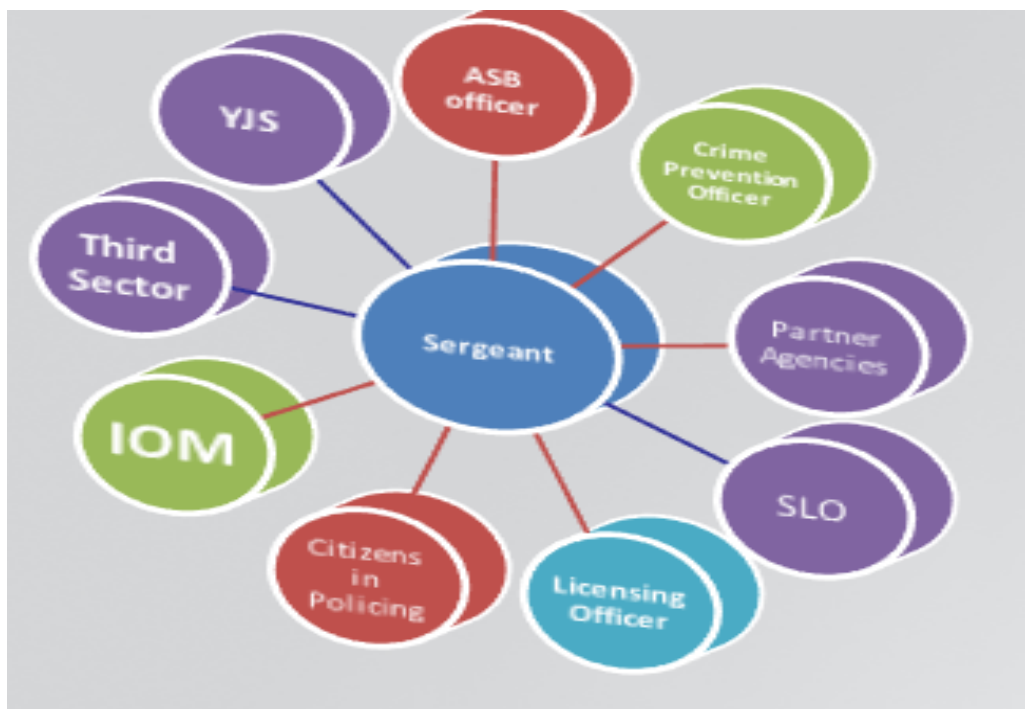 ASB
officer
YJS
Crime
Prevention
Officer
Third
Sector
Sergeant
Partner
Agencies
IOM
SLO
Citizens
in
Policing
Licensing
Officer